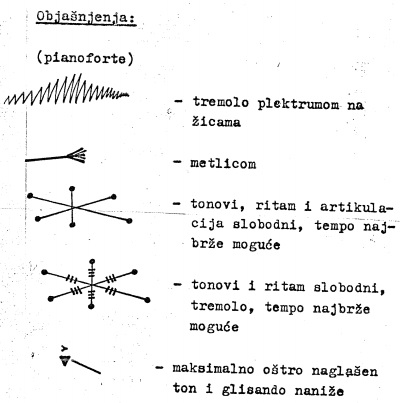 Objašnjenja:
(pianoforte)
- tremolo plektrumom na
žicama
- metlicom
- tonovi, ritam i artikula-
cija slobodni, tempo naj-
brže moguće
- tonovi i ritam slobodni,
tremolo, tempo najbrže
moguće
- maksimalno oštro naglašen
ton i glisando naniže